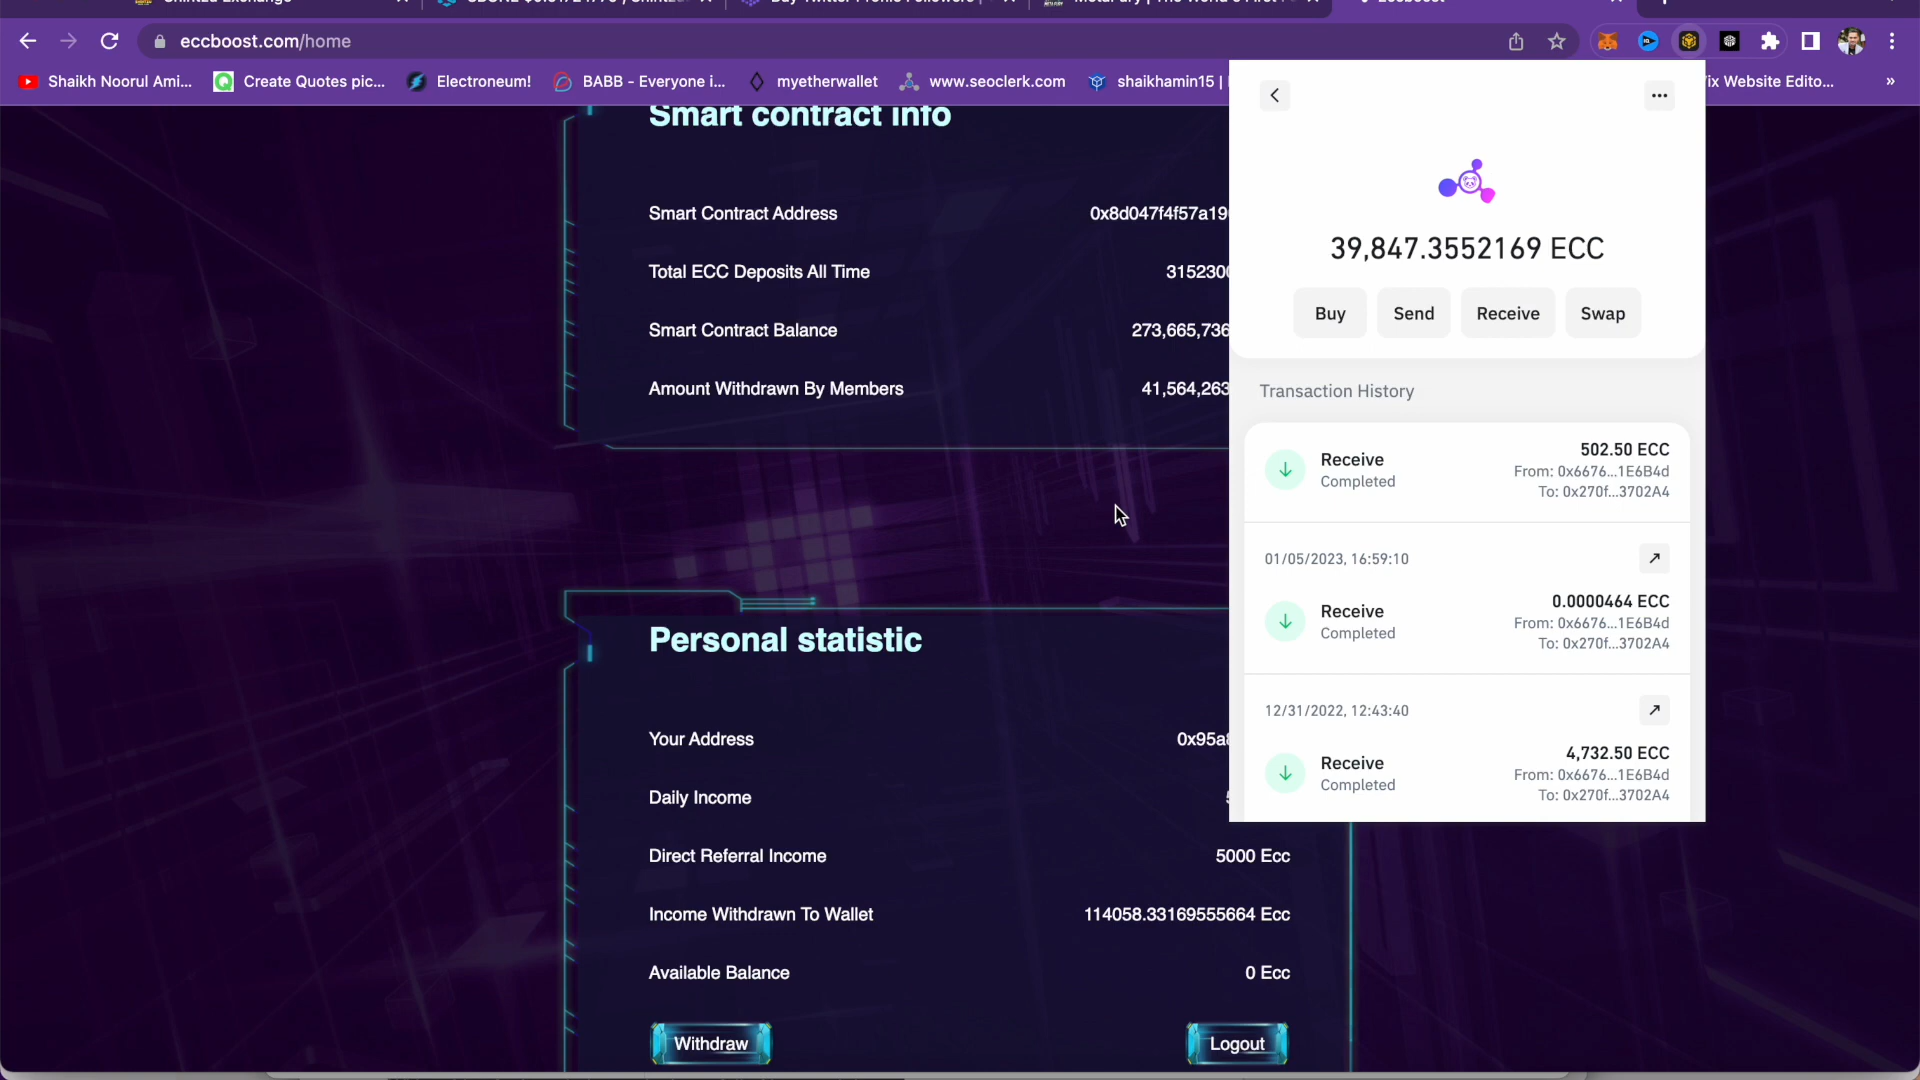 eccboost.com/home
Shaikh Noorul Ami... Create Quotes pic... Electroneum! BABB - Everyone i... myetherwallet www.seoclerk.com shaikhamin15 | Website Edito... »
Smart contract info
Smart Contract Address 0x8d047f4f57a19
Total ECC Deposits All Time 315230
Smart Contract Balance 273,665,736
Amount Withdrawn By Members 41,564,263
Personal statistic
Your Address 0x95a
Daily Income
Direct Referral Income 5000 Ecc
Income Withdrawn To Wallet 114058.33169555664 Ecc
Available Balance 0 Ecc
Withdraw Logout
39,847.3552169 ECC
Buy Send Receive Swap
Transaction History
Receive 502.50 ECC
Completed From: 0x6676...1E6B4d
To: 0x270f...3702A4
01/05/2023, 16:59:10
Receive 0.0000464 ECC
Completed From: 0x6676...1E6B4d
To: 0x270f...3702A4
12/31/2022, 12:43:40
Receive 4,732.50 ECC
Completed From: 0x6676...1E6B4d
To: 0x270f...3702A4